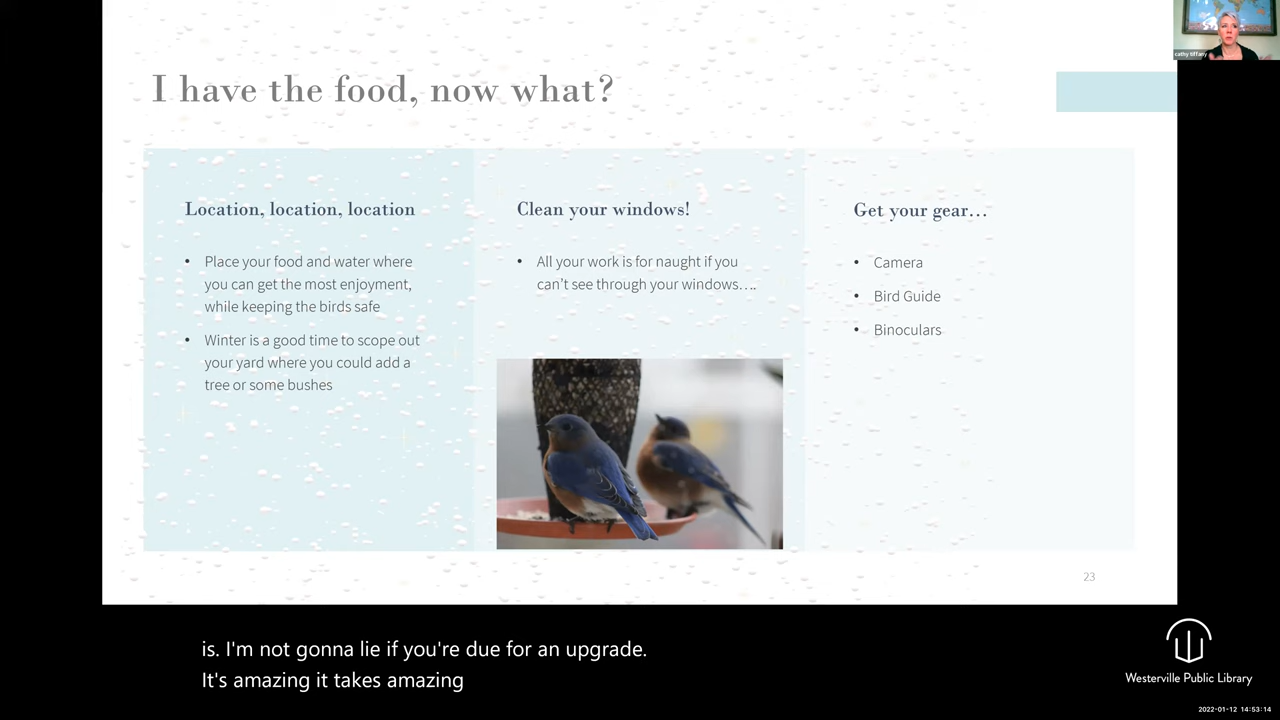 cathy tiffany
I have the food, now what?
Location, location, location
• Place your food and water where
you can get the most enjoyment,
while keeping the birds safe
• Winter is a good time to scope out
your yard where you could add a
tree or some bushes
Clean your windows!
• All your work is for naught if you
can't see through your windows….
Get your gear…
• Camera
• Bird Guide
• Binoculars
23
is. I'm not gonna lie if you're due for an upgrade.
It's amazing it takes amazing
Westerville Public Library
2022-01-12 14:53:14